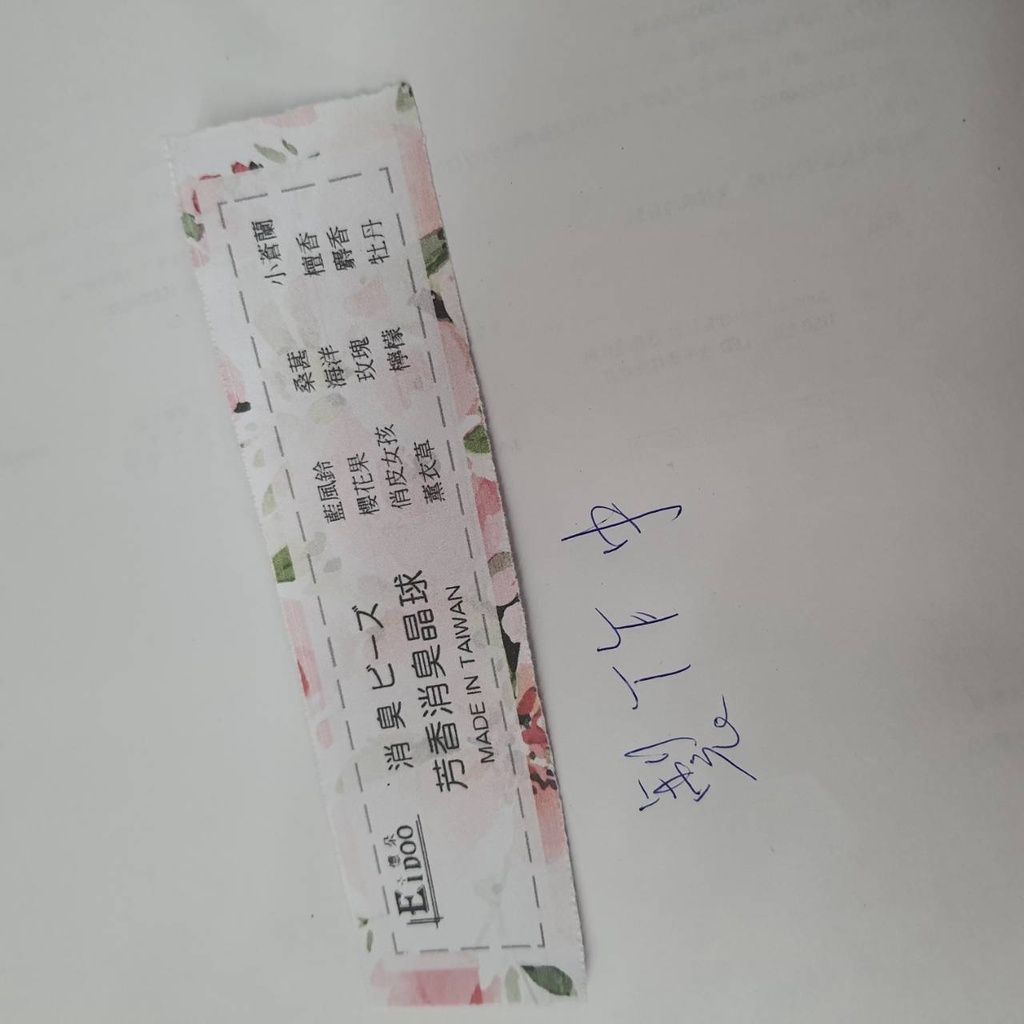 EiDOO
消臭ビーズ
芳香消臭晶球
MADE IN TAIWAN
藍風鈴 桑葚 小蒼蘭
櫻花果 海洋 檀香
俏皮女孩 玫瑰 麝香
薰衣草 檸檬 牡丹
製作中